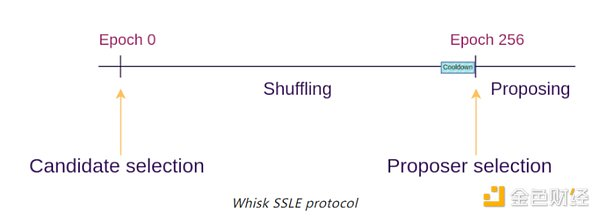 Epoch 0
Epoch 256
Cooldown
Shuffling
Proposing
Candidate selection
Proposer selection
Whisk SSLE protocol
金色财经